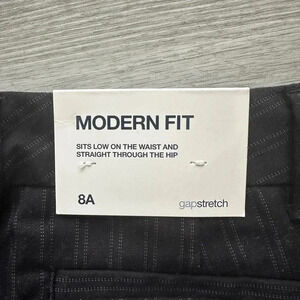 MODERN FIT
SITS LOW ON THE WAIST AND
STRAIGHT THROUGH THE HIP
8A
gapstretch